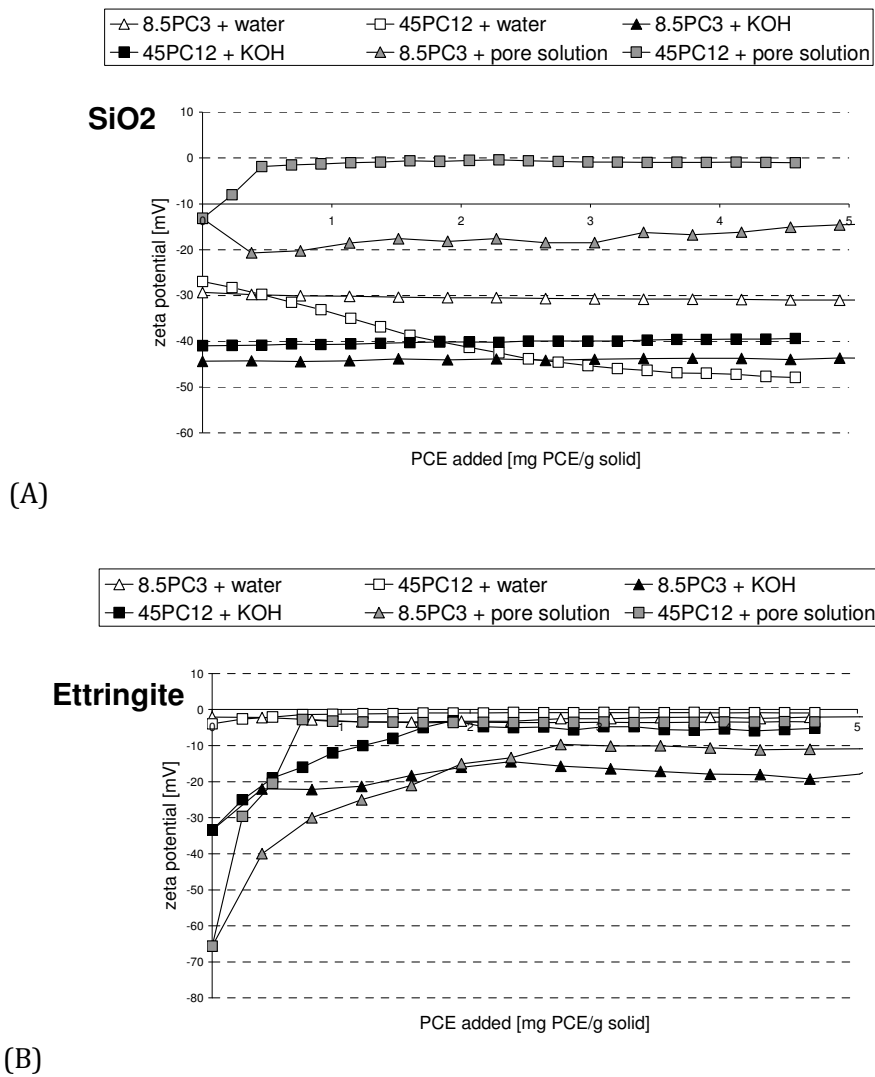 8.5PC3 + water 45PC12 + water 8.5PC3 + KOH
45PC12 + KOH 8.5PC3 + pore solution 45PC12 + pore solution
SiO2
10
0
-10
-20
-30
-40
-50
-60
0 1 2 3 4 5
zeta potential [mV]
PCE added [mg PCE/g solid]
(A)
8.5PC3 + water 45PC12 + water 8.5PC3 + KOH
45PC12 + KOH 8.5PC3 + pore solution 45PC12 + pore solution
Ettringite
10
0
-10
-20
-30
-40
-50
-60
-70
-80
0 1 2 3 4 5
zeta potential [mV]
PCE added [mg PCE/g solid]
(B)